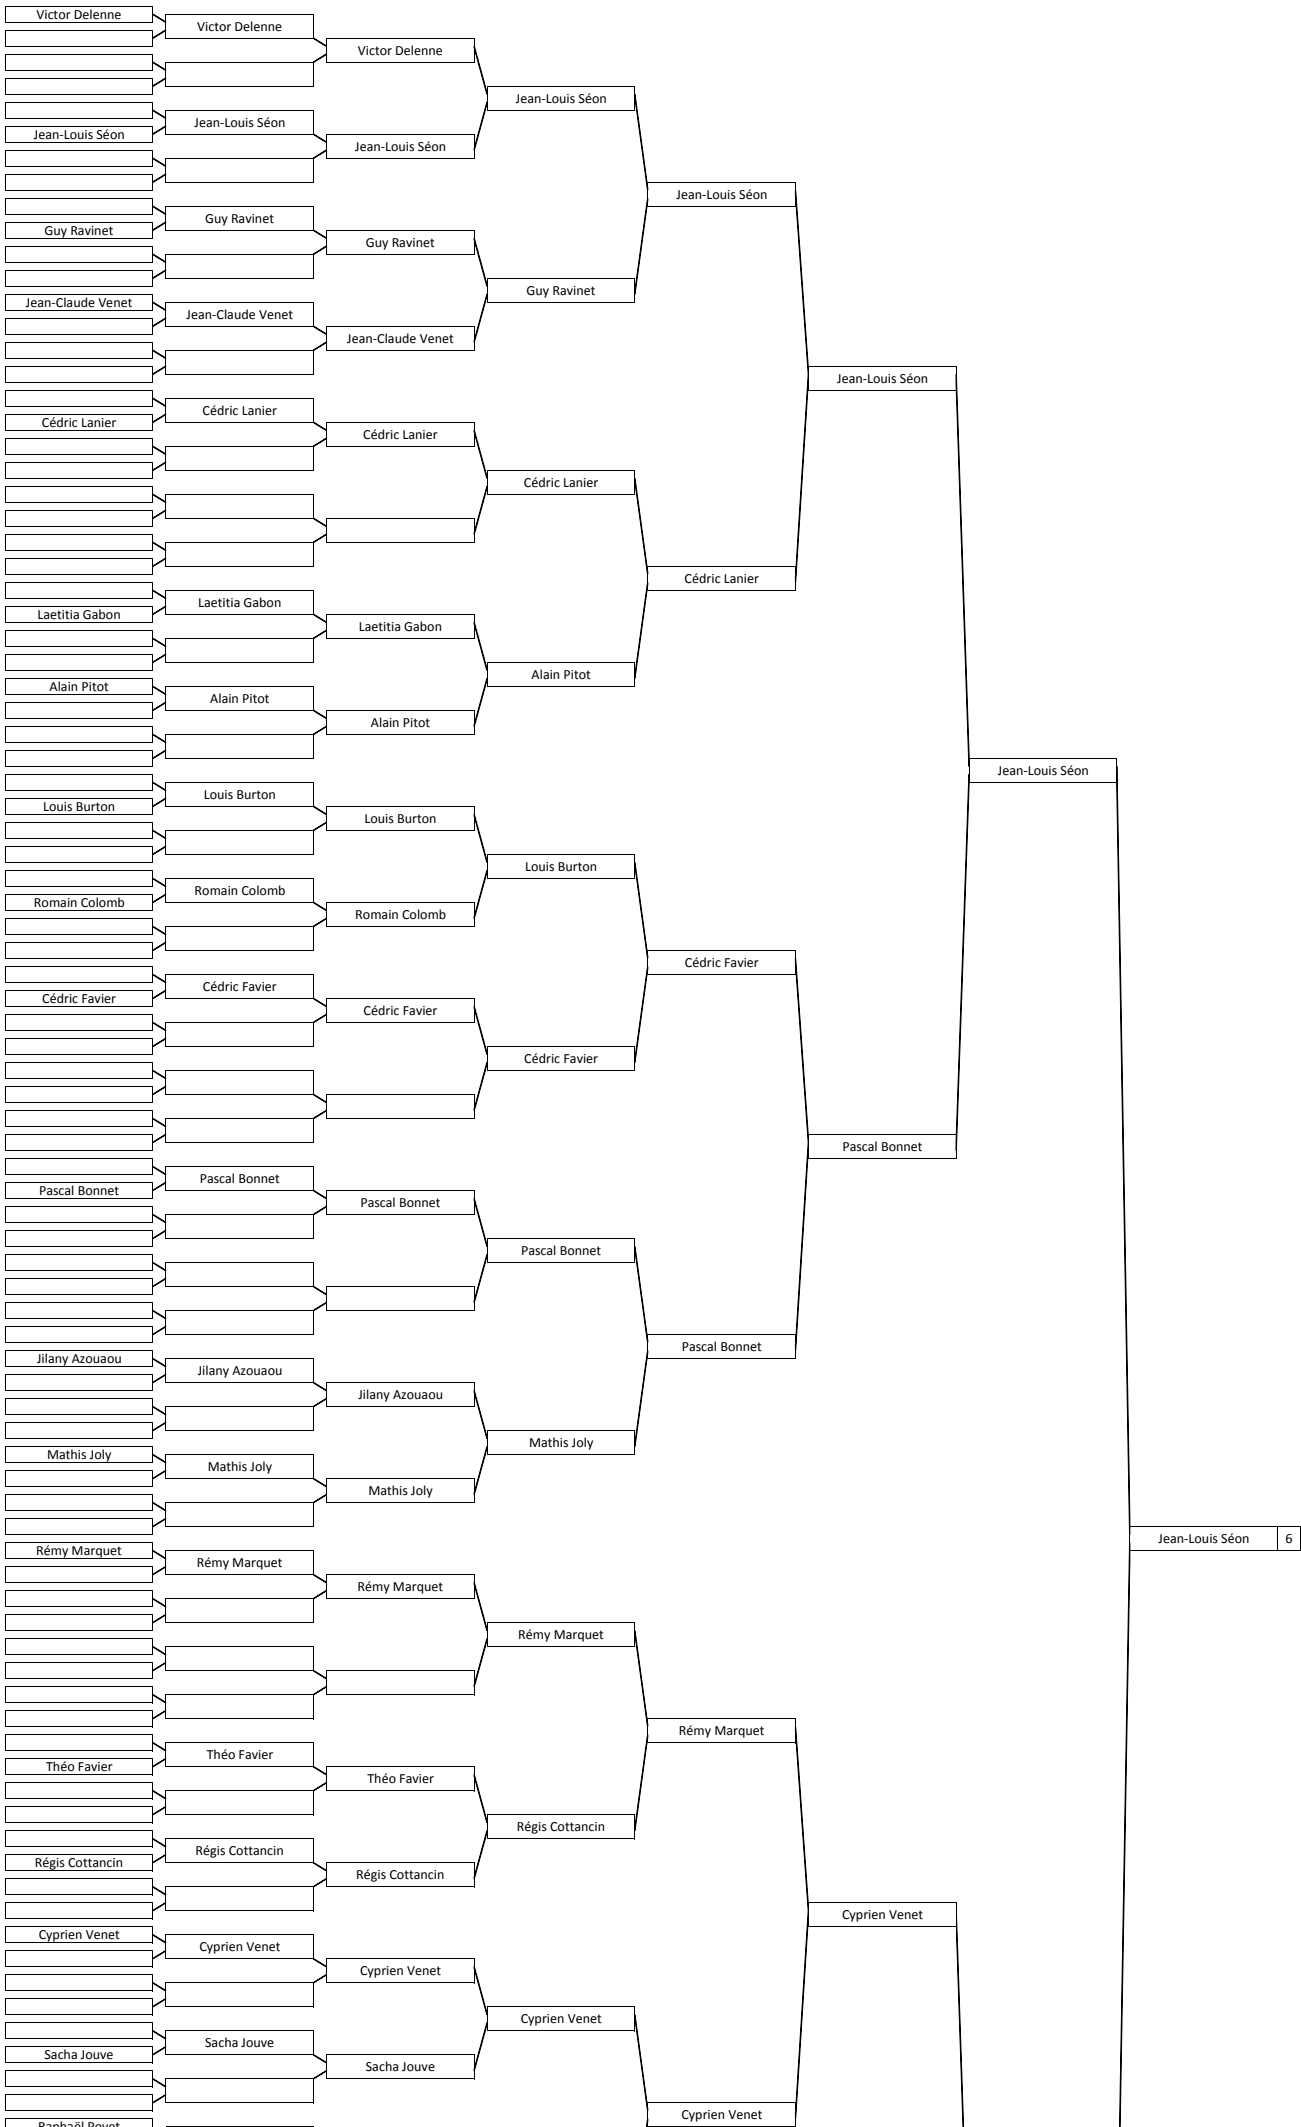 Victor Delenne
Victor Delenne
Victor Delenne
Jean-Louis Séon
Jean-Louis Séon
Jean-Louis Séon
Jean-Louis Séon
Jean-Louis Séon
Guy Ravinet
Guy Ravinet
Guy Ravinet
Guy Ravinet
Jean-Claude Venet
Jean-Claude Venet
Jean-Claude Venet
Jean-Louis Séon
Cédric Lanier
Cédric Lanier
Cédric Lanier
Cédric Lanier
Cédric Lanier
Laetitia Gabon
Laetitia Gabon
Laetitia Gabon
Alain Pitot
Alain Pitot
Alain Pitot
Alain Pitot
Jean-Louis Séon
Louis Burton
Louis Burton
Louis Burton
Louis Burton
Romain Colomb
Romain Colomb
Romain Colomb
Cédric Favier
Cédric Favier
Cédric Favier
Cédric Favier
Cédric Favier
Pascal Bonnet
Pascal Bonnet
Pascal Bonnet
Pascal Bonnet
Pascal Bonnet
Pascal Bonnet
Jilany Azouaou
Jilany Azouaou
Jilany Azouaou
Mathis Joly
Mathis Joly
Mathis Joly
Mathis Joly
Jean-Louis Séon 6
Rémy Marquet
Rémy Marquet
Rémy Marquet
Rémy Marquet
Rémy Marquet
Théo Favier
Théo Favier
Théo Favier
Régis Cottancin
Régis Cottancin
Régis Cottancin
Régis Cottancin
Cyprien Venet
Cyprien Venet
Cyprien Venet
Cyprien Venet
Cyprien Venet
Sacha Jouve
Sacha Jouve
Sacha Jouve
Cyprien Venet
Raphaël